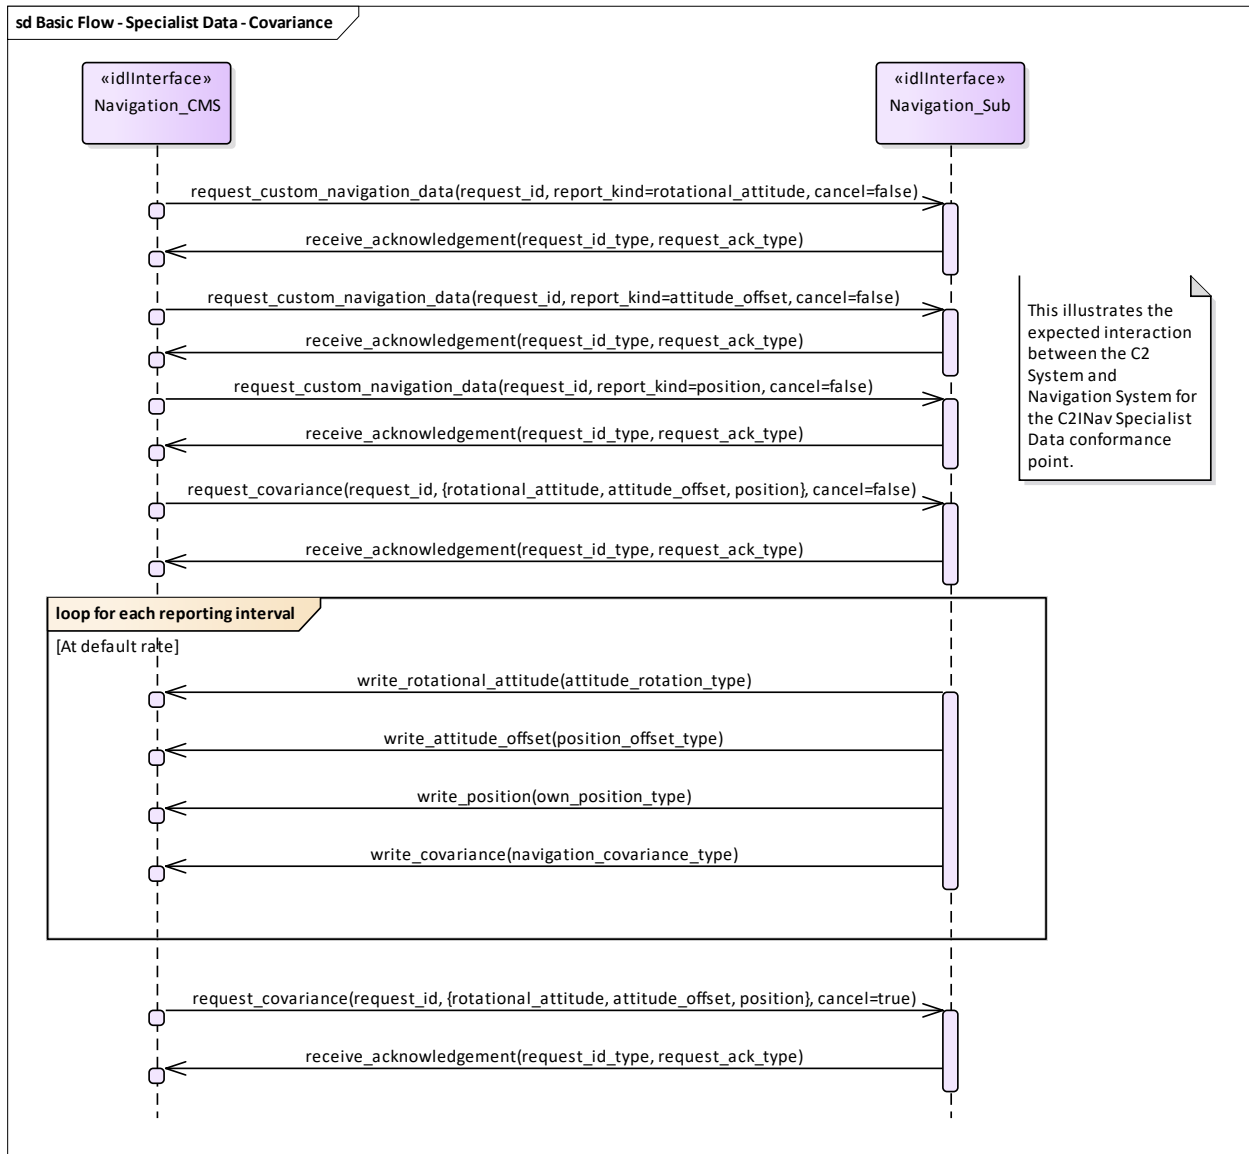 sd Basic Flow - Specialist Data - Covariance
«idlInterface»
Navigation_CMS
«idlInterface»
Navigation_Sub
request_custom_navigation_data(request_id, report_kind=rotational_attitude, cancel=false)
receive_acknowledgement(request_id_type, request_ack_type)
request_custom_navigation_data(request_id, report_kind=attitude_offset, cancel=false)
receive_acknowledgement(request_id_type, request_ack_type)
request_custom_navigation_data(request_id, report_kind=position, cancel=false)
receive_acknowledgement(request_id_type, request_ack_type)
request_covariance(request_id, {rotational_attitude, attitude_offset, position}, cancel=false)
receive_acknowledgement(request_id_type, request_ack_type)
This illustrates the
expected interaction
between the C2
System and
Navigation System for
the C2INav Specialist
Data conformance
point.
loop for each reporting interval
[At default rate]
write_rotational_attitude(attitude_rotation_type)
write_attitude_offset(position_offset_type)
write_position(own_position_type)
write_covariance(navigation_covariance_type)
request_covariance(request_id, {rotational_attitude, attitude_offset, position}, cancel=true)
receive_acknowledgement(request_id_type, request_ack_type)